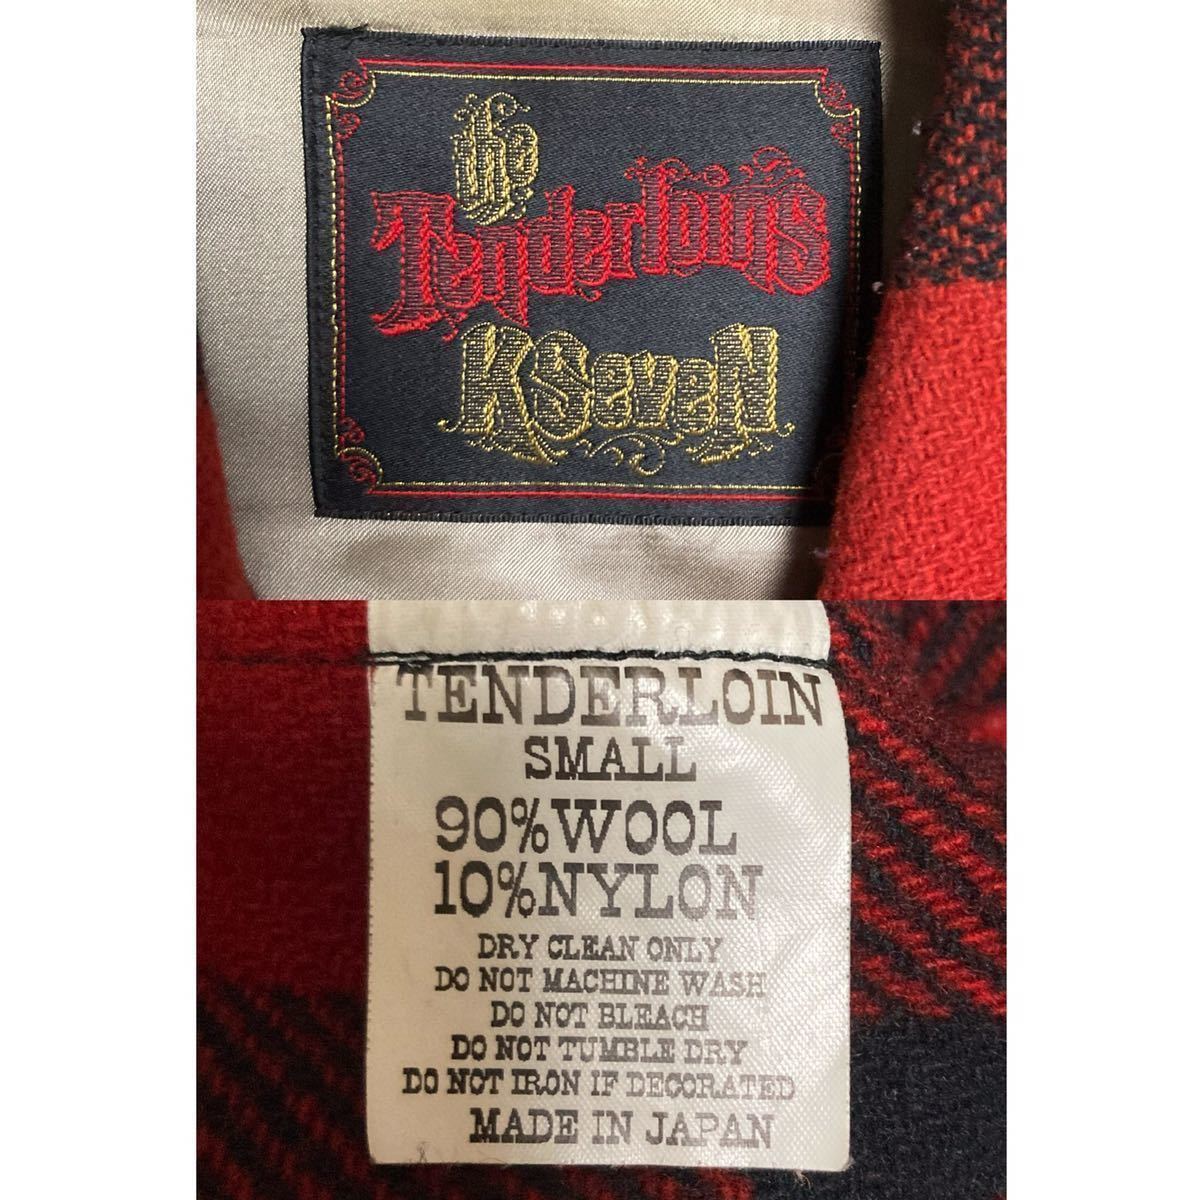 the
Tenderloins
KSeveN
TENDERLOIN
SMALL
90%WOOL
10%NYLON
DRY CLEAN ONLY
DO NOT MACHINE WASH
DO NOT BLEACH
DO NOT TUMBLE DRY
DO NOT IRON IF DECORATED
MADE IN JAPAN